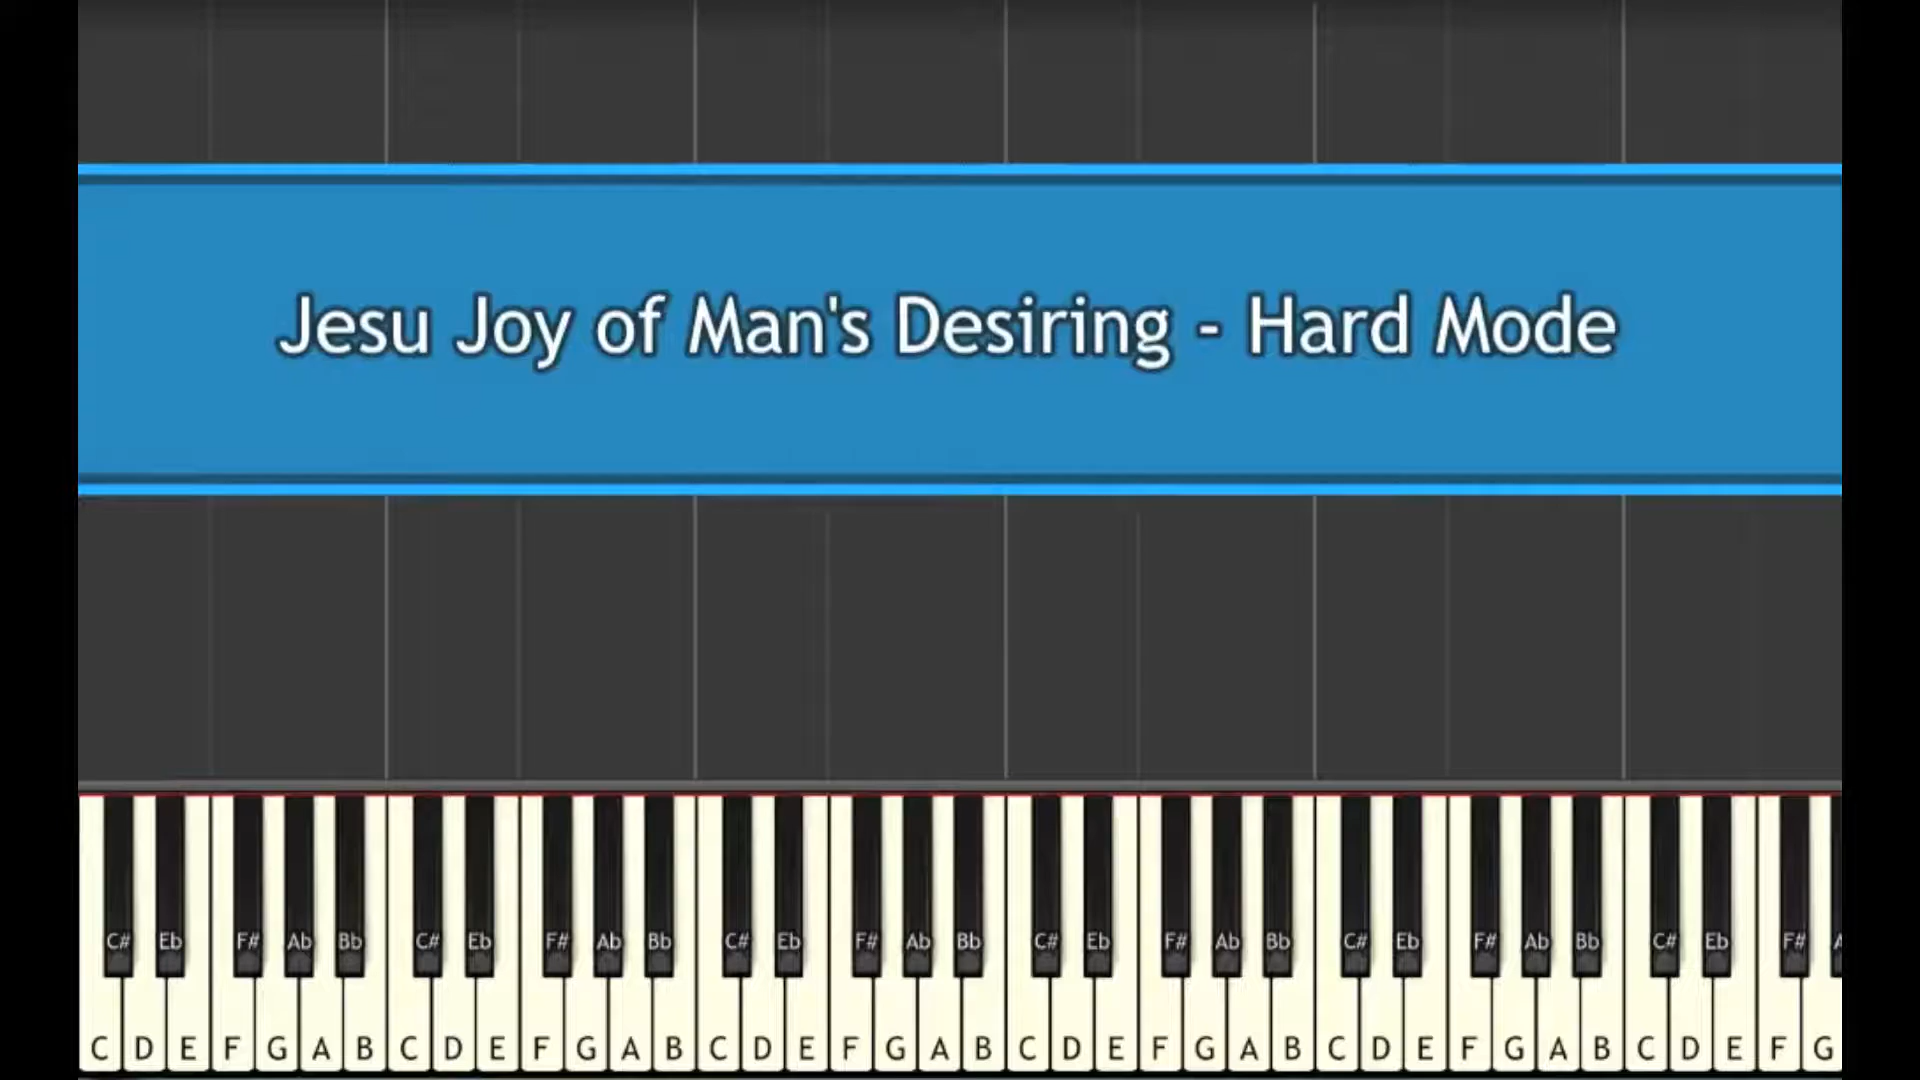 Jesu Joy of Man's Desiring - Hard Mode
C# Eb F# Ab Bb C# Eb F# Ab Bb C# Eb F# Ab Bb C# Eb F# Ab Bb C# Eb F# Ab Bb C# Eb F# A
C D E F G A B C D E F G A B C D E F G A B C D E F G A B C D E F G A B C D E F G